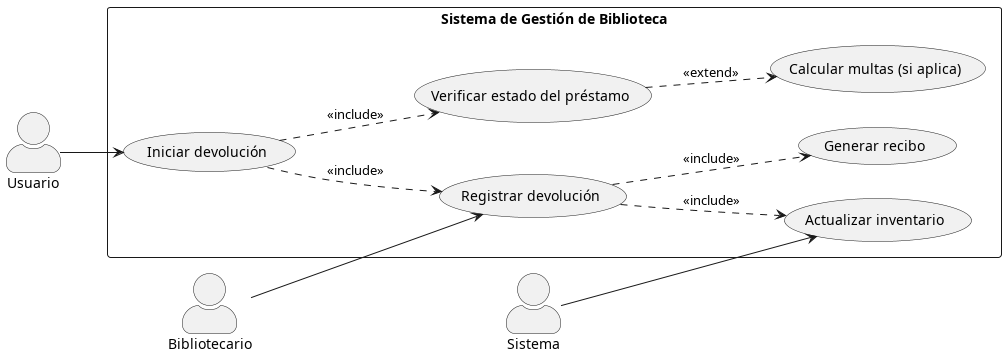 Sistema de Gestión de Biblioteca
Calcular multas (si aplica)
«extend»
Verificar estado del préstamo
«include»
Iniciar devolución
Usuario
«include»
Generar recibo
«include»
Registrar devolución
«include»
Actualizar inventario
Bibliotecario
Sistema